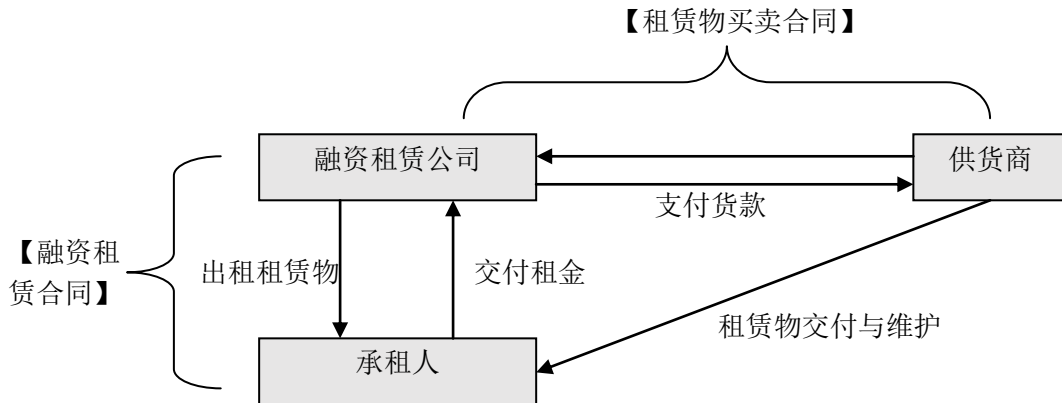 【租赁物买卖合同】
融资租赁公司
供货商
支付货款
【融资租
赁合同】
出租租赁物
交付租金
租赁物交付与维护
承租人